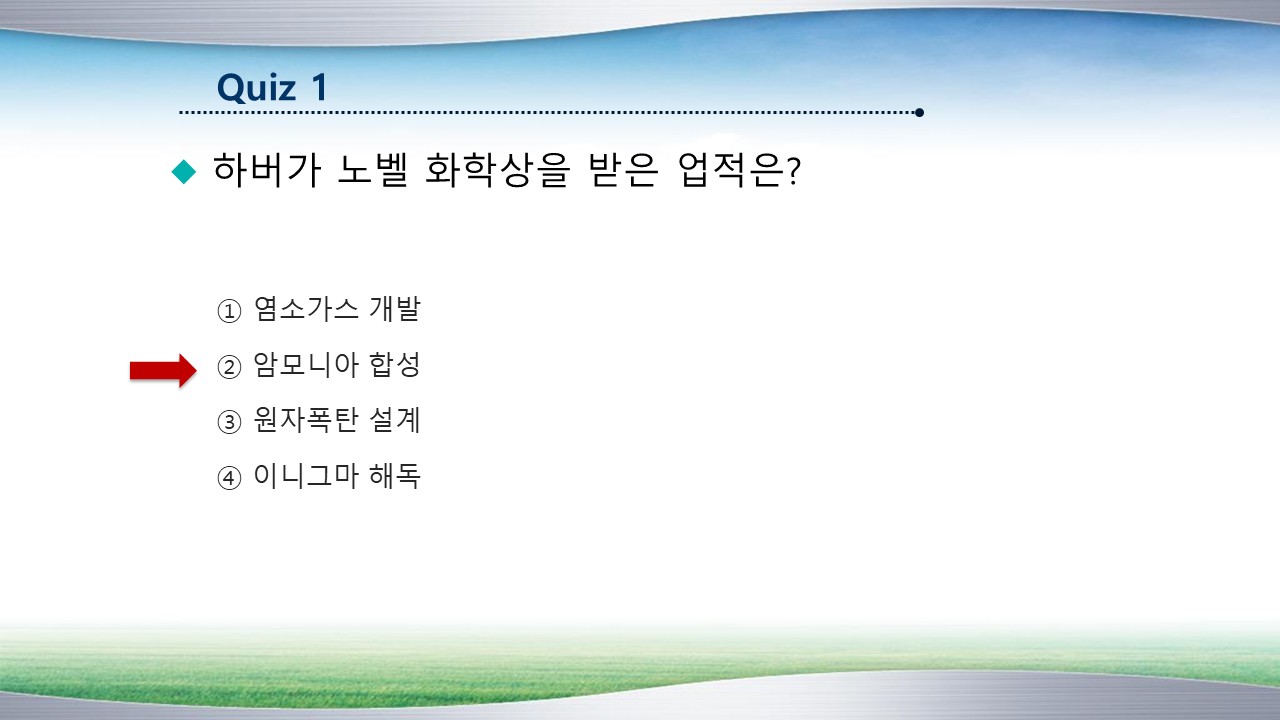 Quiz 1
하버가 노벨 화학상을 받은 업적은?
① 염소가스 개발
② 암모니아 합성
③ 원자폭탄 설계
④ 이니그마 해독